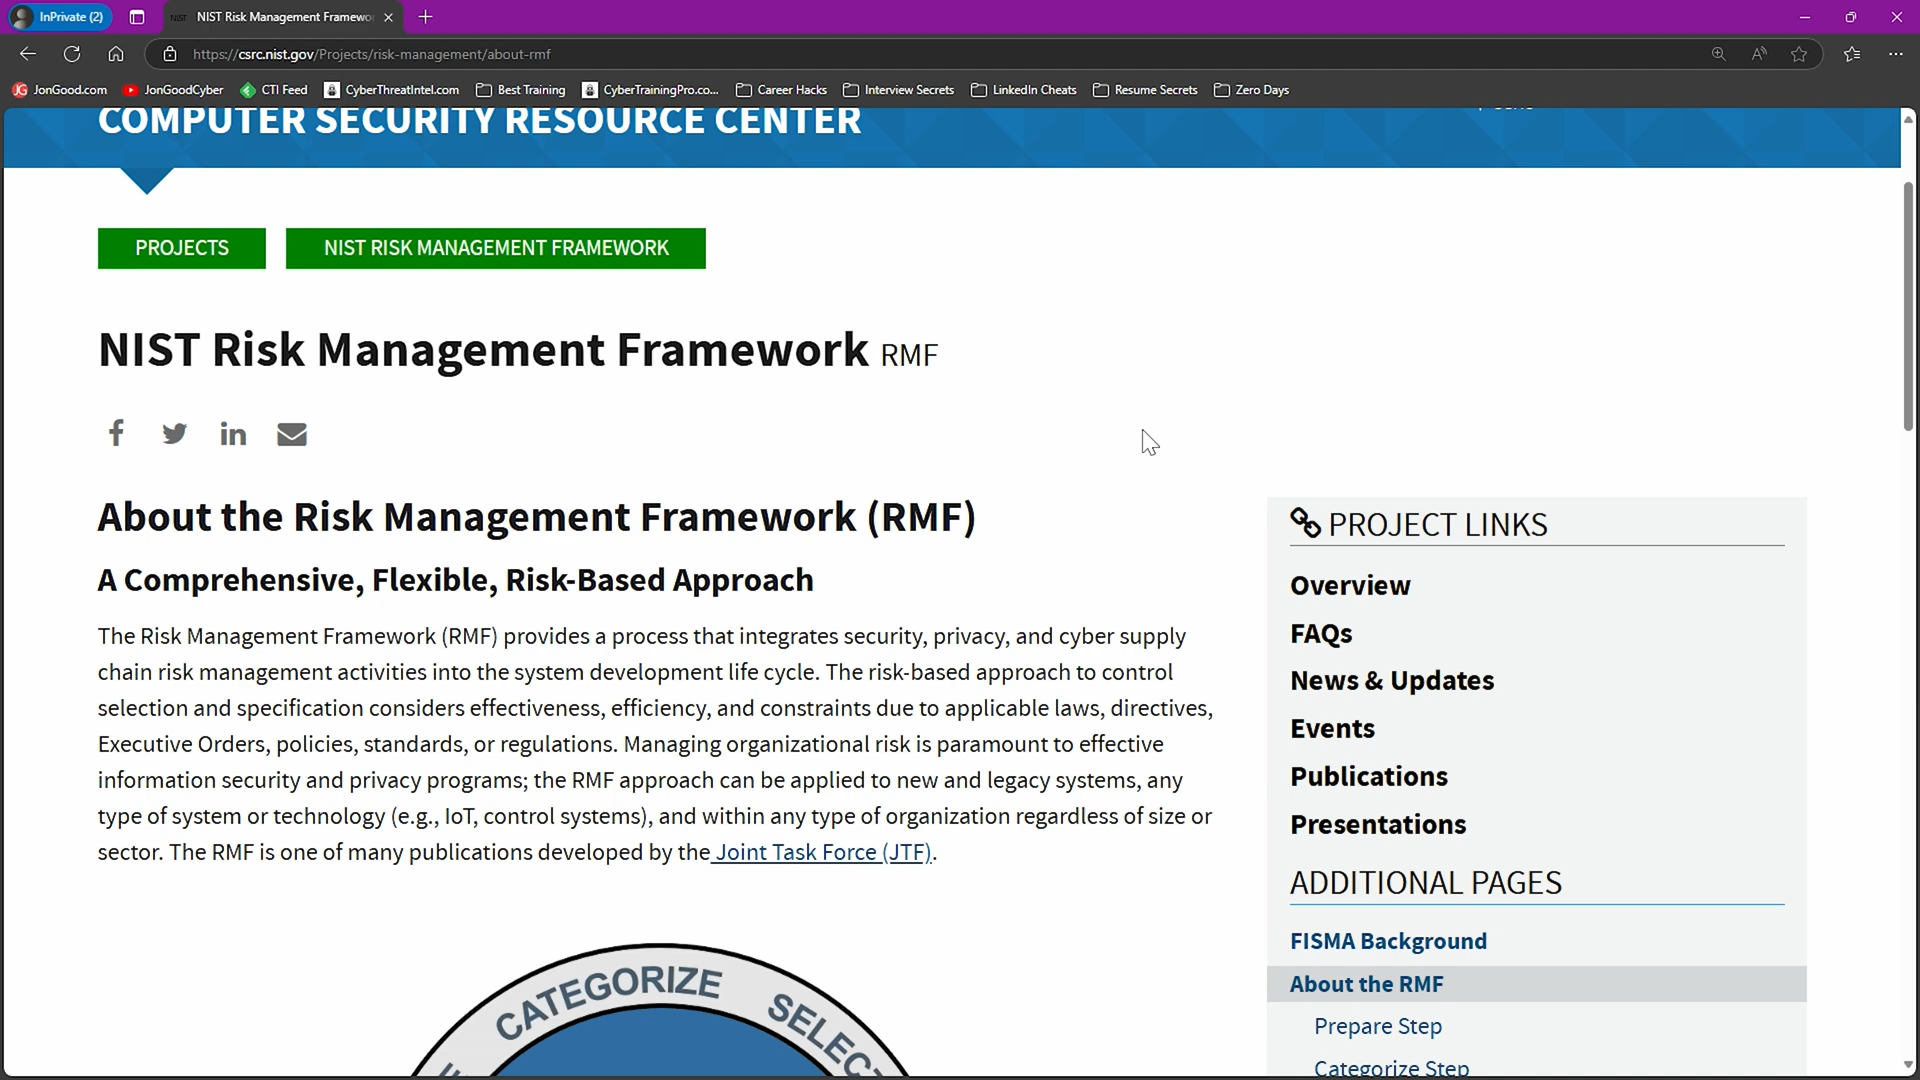 InPrivate (2)
NIST Risk Management Framewo
https://csrc.nist.gov/Projects/risk-management/about-rmf
JonGood.com
JonGoodCyber
CTI Feed
CyberThreatIntel.com
Best Training
CyberTrainingPro.co...
Career Hacks
Interview Secrets
LinkedIn Cheats
Resume Secrets
Zero Days
COMPUTER SECURITY RESOURCE CENTER
PROJECTS
NIST RISK MANAGEMENT FRAMEWORK
NIST Risk Management Framework RMF
About the Risk Management Framework (RMF)
A Comprehensive, Flexible, Risk-Based Approach
The Risk Management Framework (RMF) provides a process that integrates security, privacy, and cyber supply
chain risk management activities into the system development life cycle. The risk-based approach to control
selection and specification considers effectiveness, efficiency, and constraints due to applicable laws, directives,
Executive Orders, policies, standards, or regulations. Managing organizational risk is paramount to effective
information security and privacy programs; the RMF approach can be applied to new and legacy systems, any
type of system or technology (e.g., IoT, control systems), and within any type of organization regardless of size or
sector. The RMF is one of many publications developed by the Joint Task Force (JTF).
CATEGORIZE
SELECT
PROJECT LINKS
Overview
FAQs
News & Updates
Events
Publications
Presentations
ADDITIONAL PAGES
FISMA Background
About the RMF
Prepare Step
Categorize Step